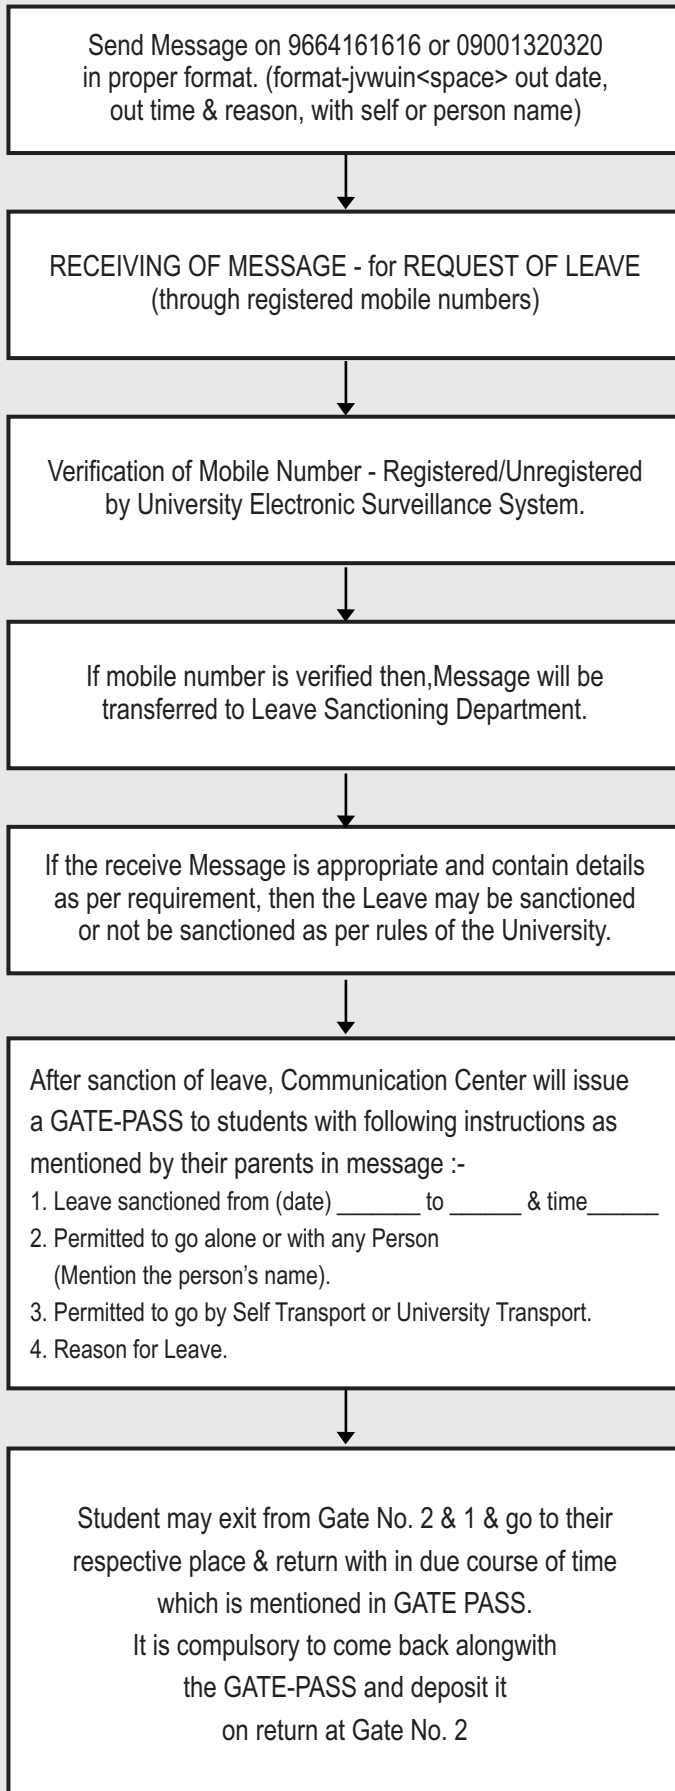 Send Message on 9664161616 or 09001320320
in proper format. (format-jvwuin<space> out date,
out time & reason, with self or person name)
RECEIVING OF MESSAGE - for REQUEST OF LEAVE
(through registered mobile numbers)
Verification of Mobile Number - Registered/Unregistered
by University Electronic Surveillance System.
If mobile number is verified then,Message will be
transferred to Leave Sanctioning Department.
If the receive Message is appropriate and contain details
as per requirement, then the Leave may be sanctioned
or not be sanctioned as per rules of the University.
After sanction of leave, Communication Center will issue
a GATE-PASS to students with following instructions as
mentioned by their parents in message :-
1. Leave sanctioned from (date) _______ to ______ & time______
2. Permitted to go alone or with any Person
(Mention the person’s name).
3. Permitted to go by Self Transport or University Transport.
4. Reason for Leave.
Student may exit from Gate No. 2 & 1 & go to their
respective place & return with in due course of time
which is mentioned in GATE PASS.
It is compulsory to come back alongwith
the GATE-PASS and deposit it
on return at Gate No. 2